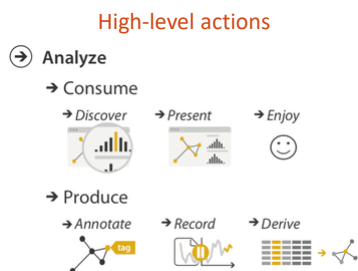 High-level actions
Analyze
Consume
Discover Present Enjoy
Produce
Annotate Record Derive
tag